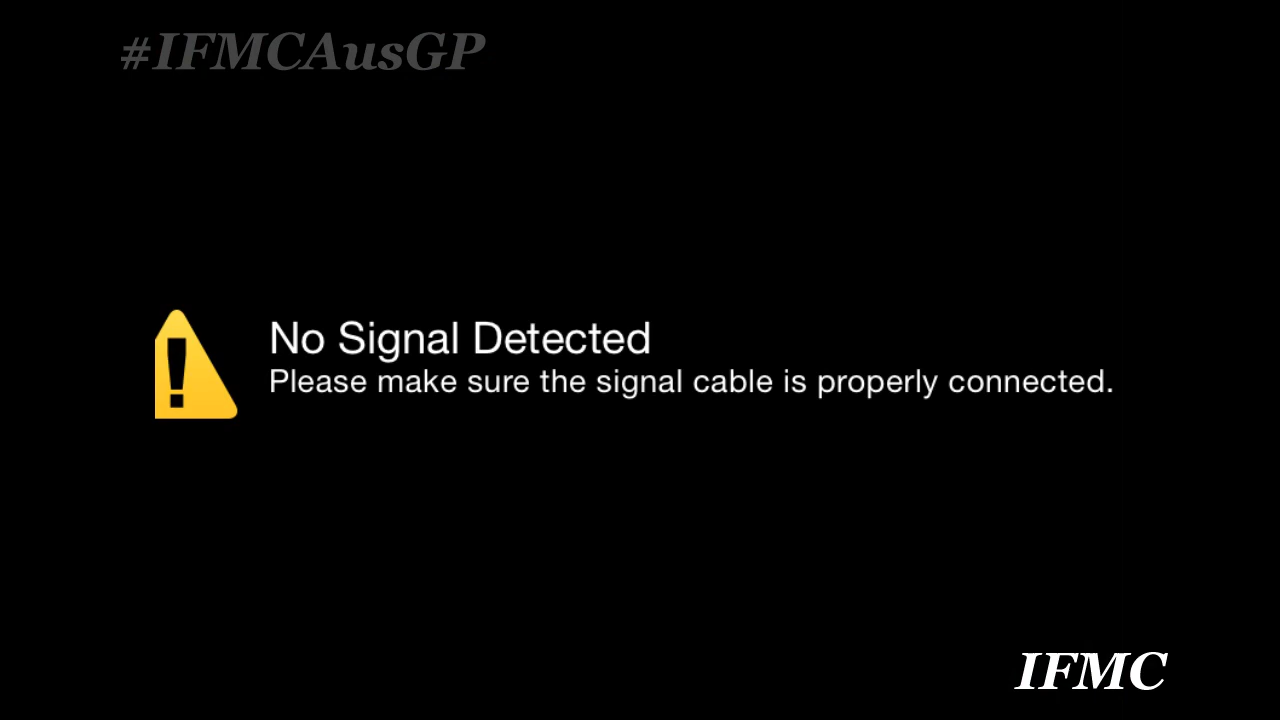 #IFMCAusGP
No Signal Detected
Please make sure the signal cable is properly connected.
IFMC